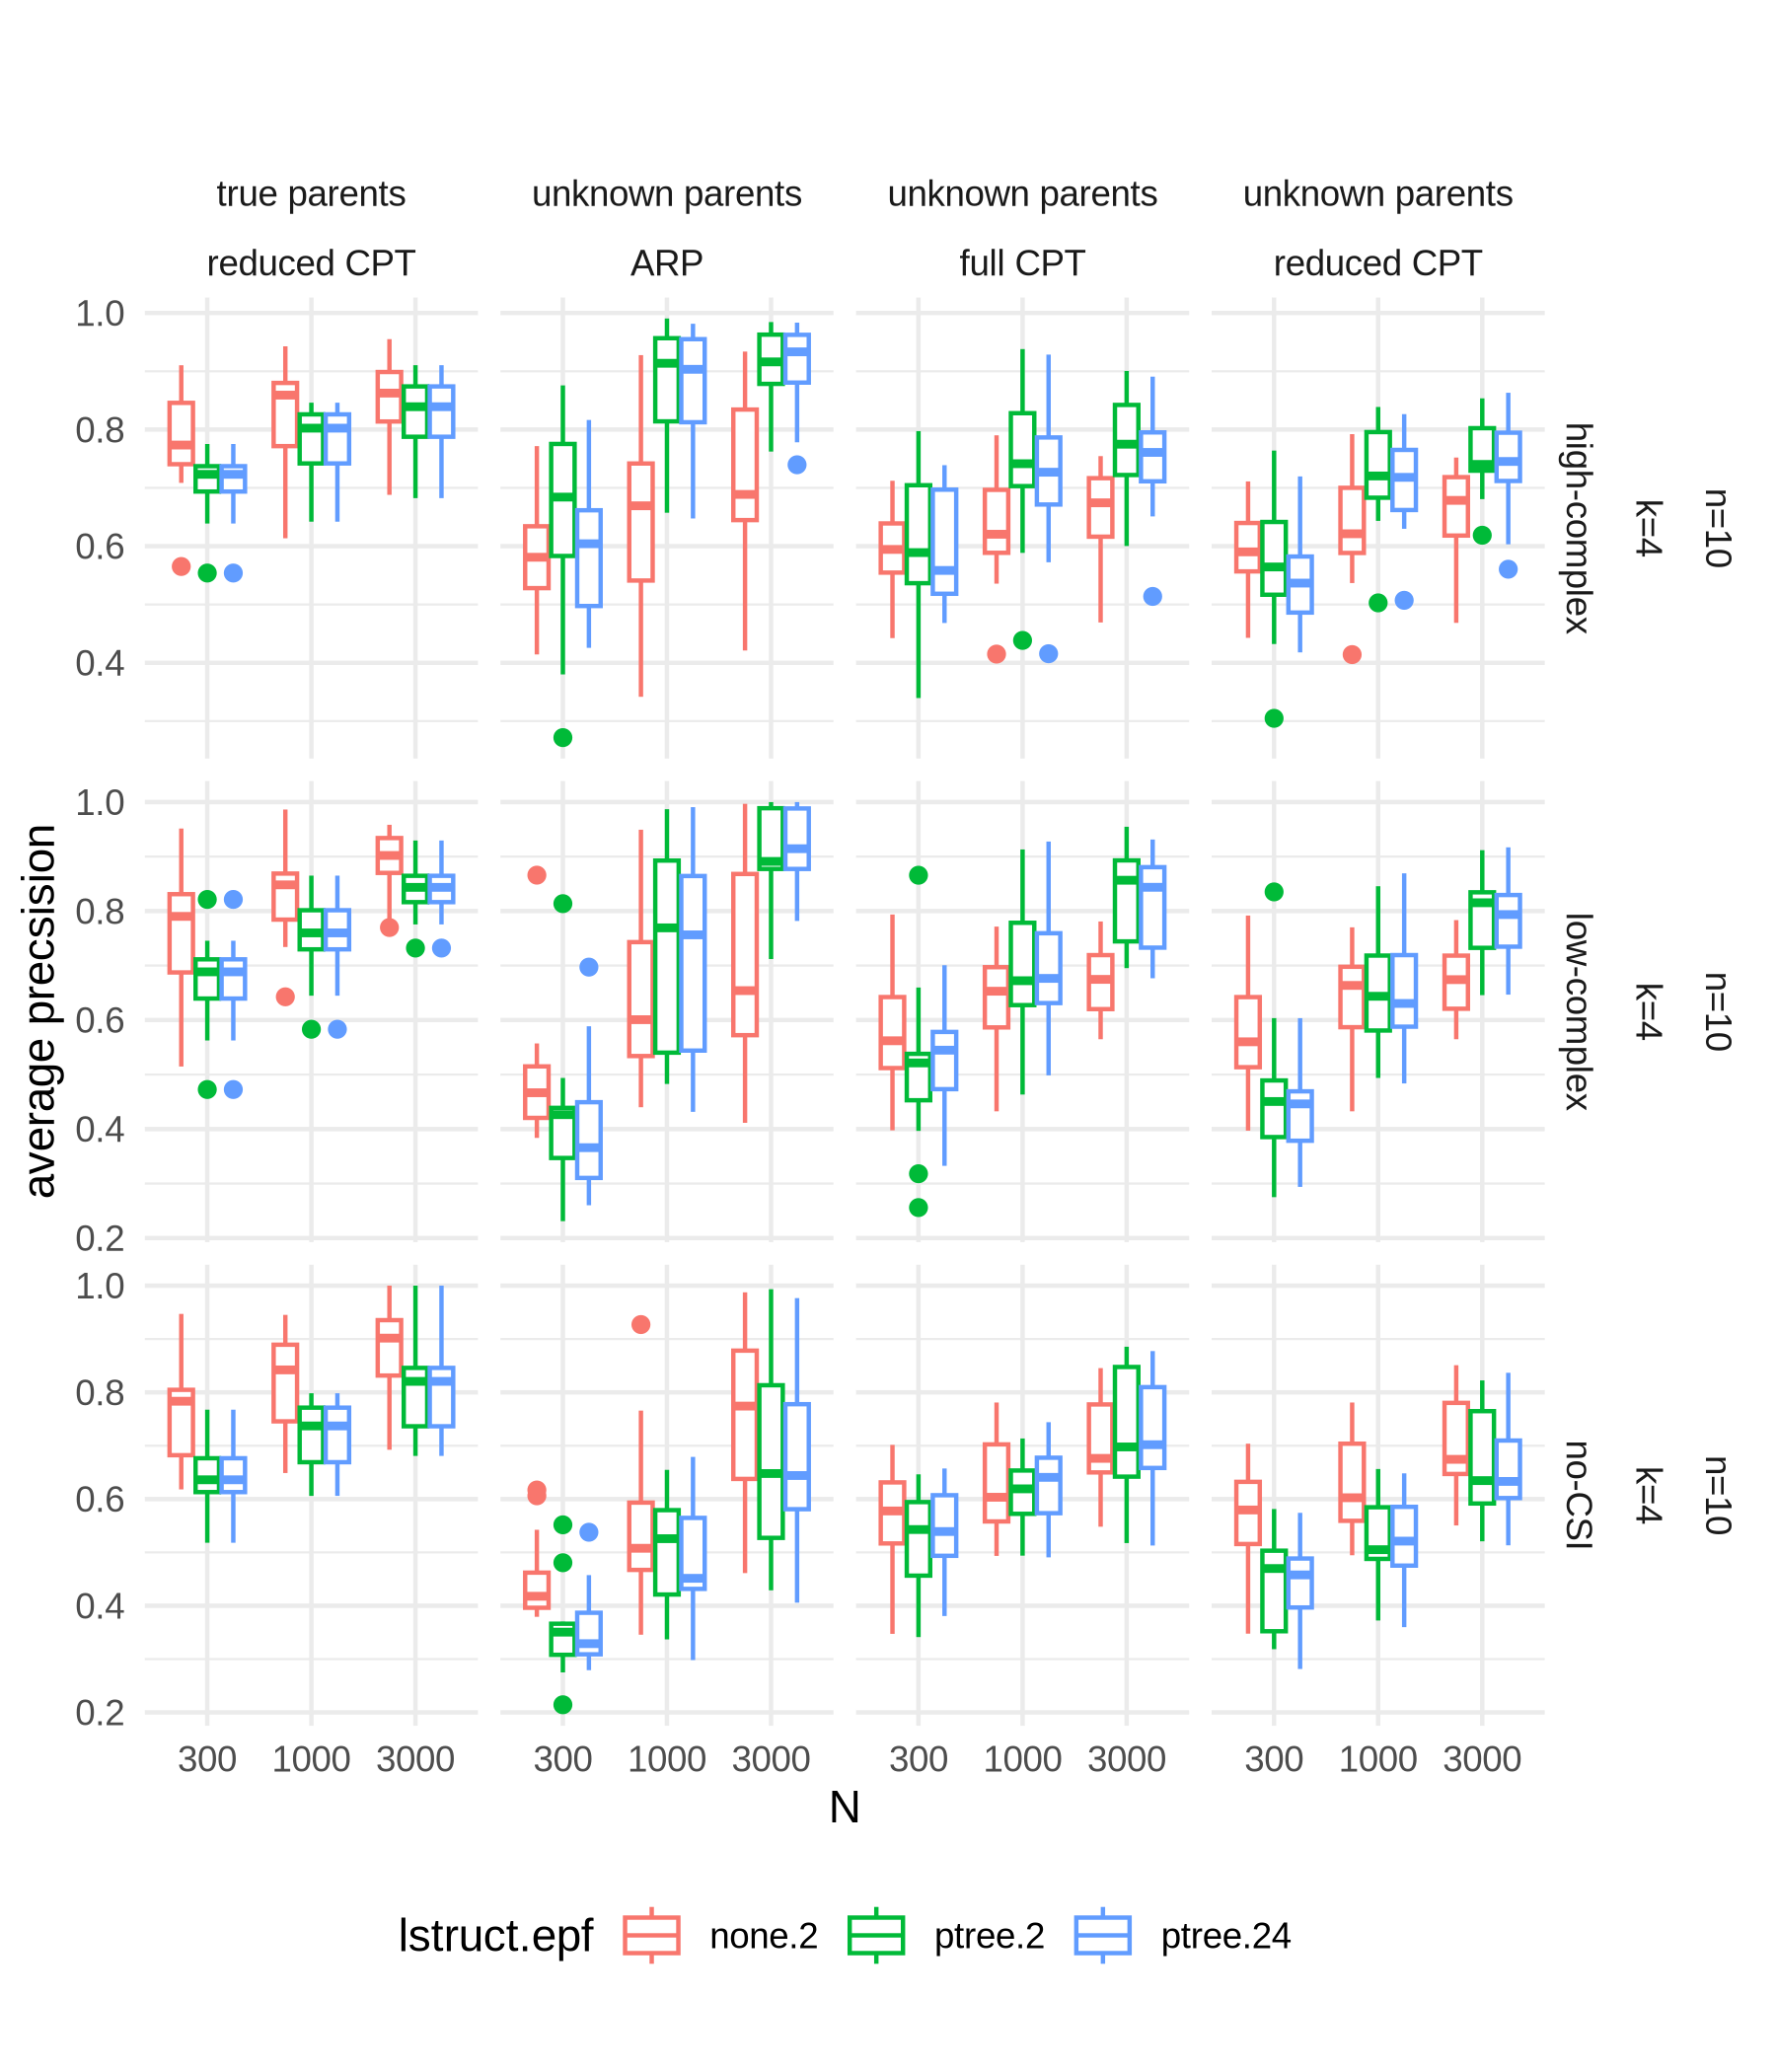 true parents unknown parents unknown parents unknown parents
reduced CPT ARP full CPT reduced CPT
1.0
0.8
0.6
0.4
high-complex
k=4
n=10
1.0
0.8
0.6
0.4
0.2
low-complex
k=4
n=10
1.0
0.8
0.6
0.4
0.2
no-CSI
k=4
n=10
average precsision
300 1000 3000 300 1000 3000 300 1000 3000 300 1000 3000
N
lstruct.epf none.2 ptree.2 ptree.24